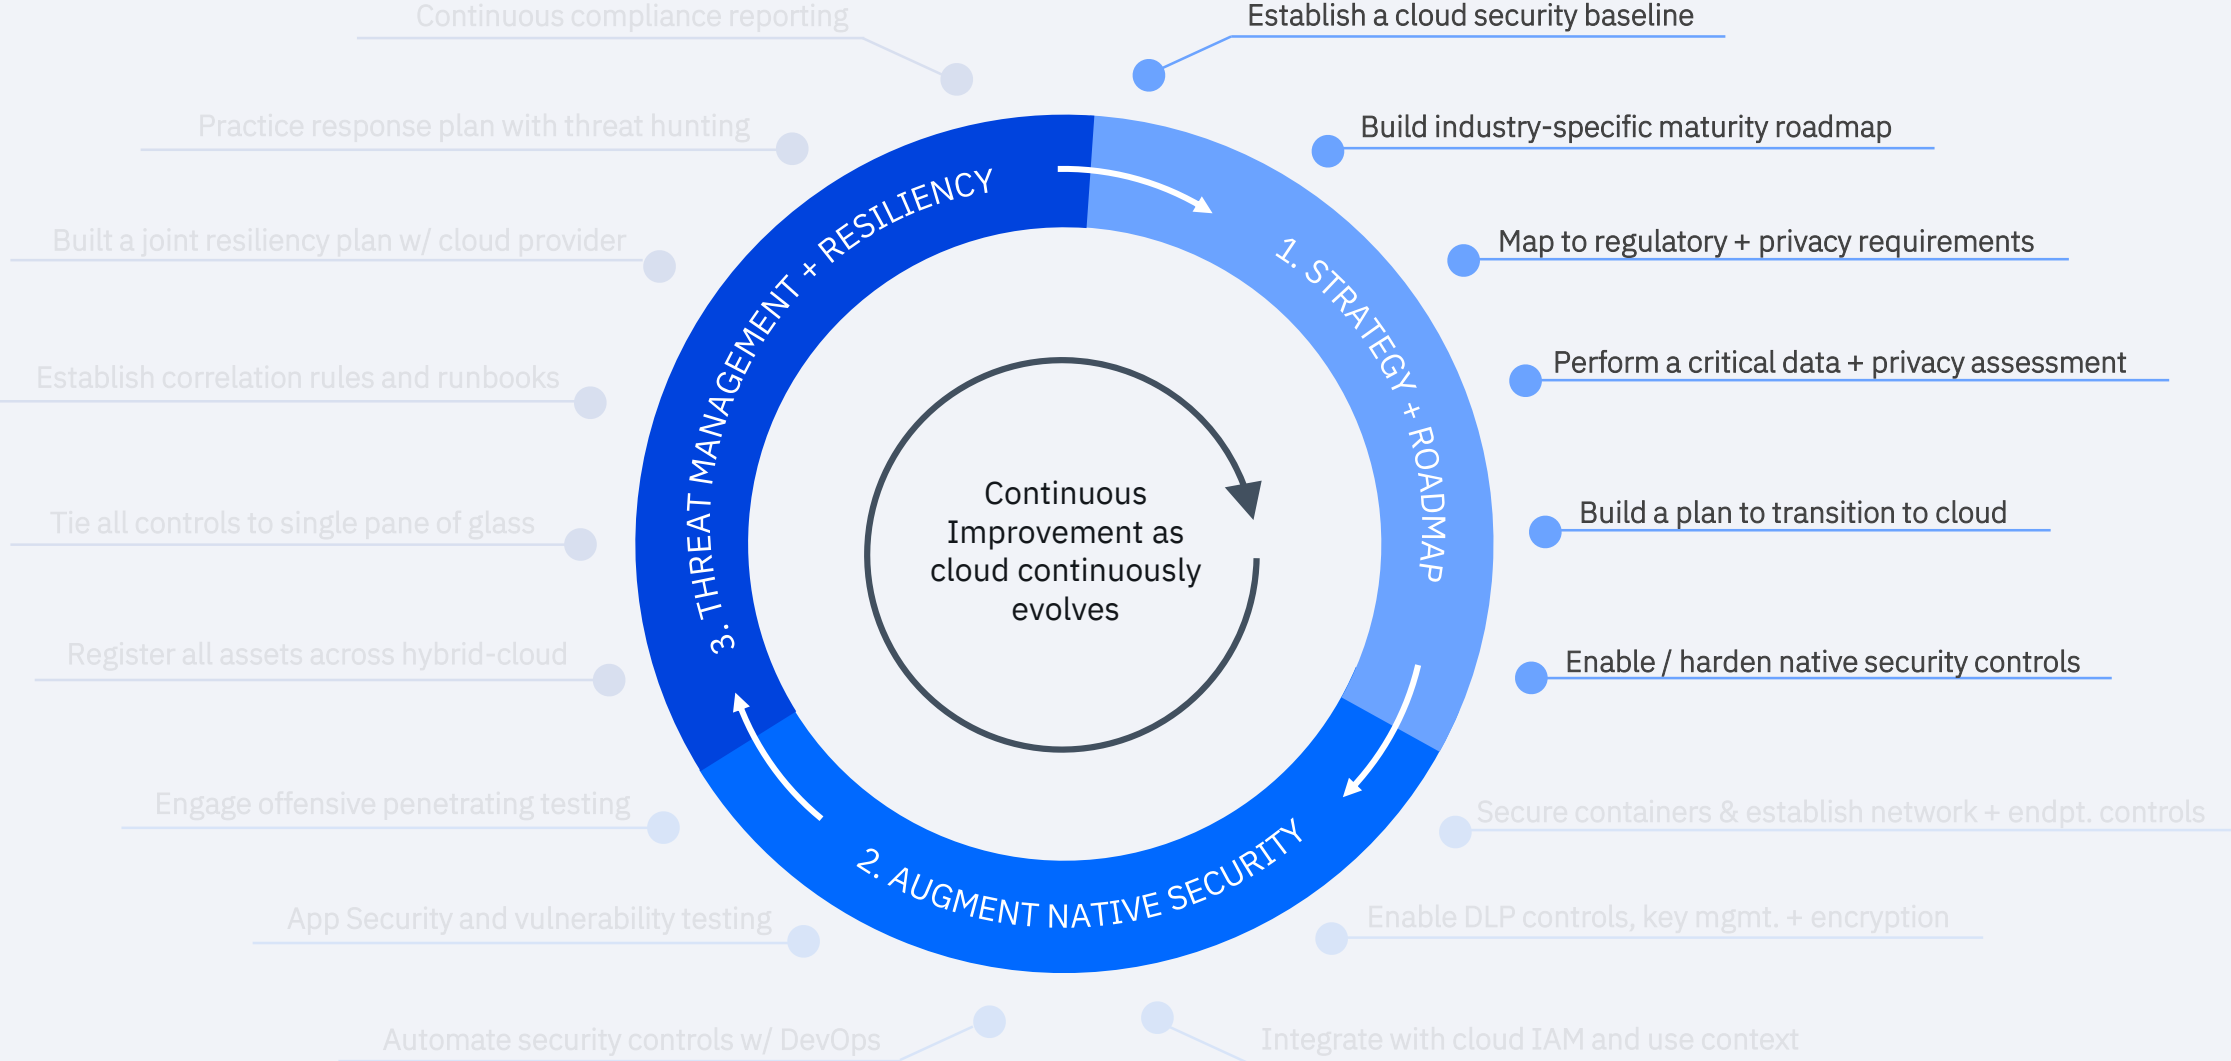 Continuous compliance reporting
Establish a cloud security baseline
Practice response plan with threat hunting
Build industry-specific maturity roadmap
Built a joint resiliency plan w/ cloud provider
Map to regulatory + privacy requirements
Establish correlation rules and runbooks
Perform a critical data + privacy assessment
Tie all controls to single pane of glass
Build a plan to transition to cloud
Register all assets across hybrid-cloud
Enable / harden native security controls
Engage offensive penetrating testing
Secure containers & establish network + endpt. controls
App Security and vulnerability testing
Enable DLP controls, key mgmt. + encryption
Automate security controls w/ DevOps
Integrate with cloud IAM and use context
1. STRATEGY + ROADMAP
2. AUGMENT NATIVE SECURITY
3. THREAT MANAGEMENT + RESILIENCY
Continuous
Improvement as
cloud continuously
evolves